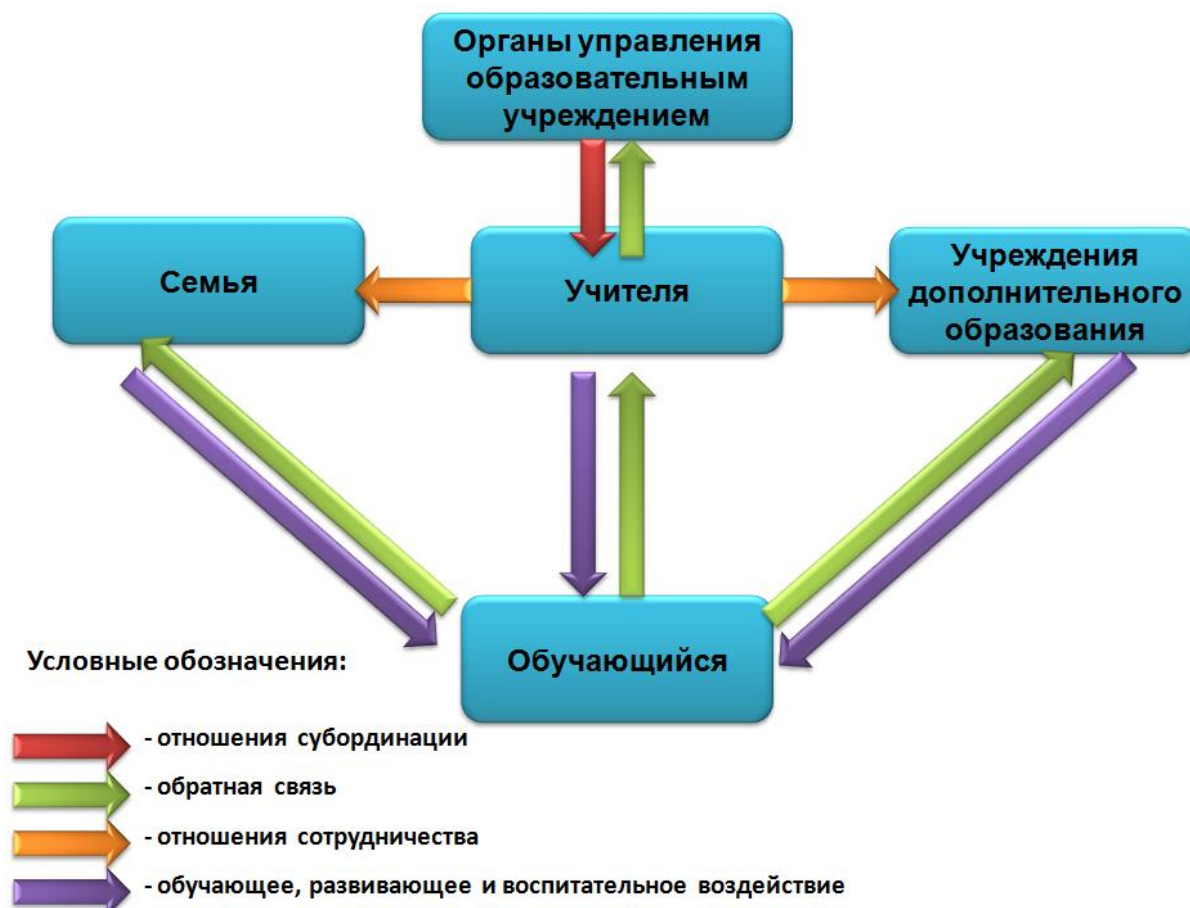 Органы управления
образовательным
учреждением
Семья
Учителя
Учреждения
дополнительного
образования
Обучающийся
Условные обозначения:
- отношения субординации
- обратная связь
- отношения сотрудничества
- обучающее, развивающее и воспитательное воздействие